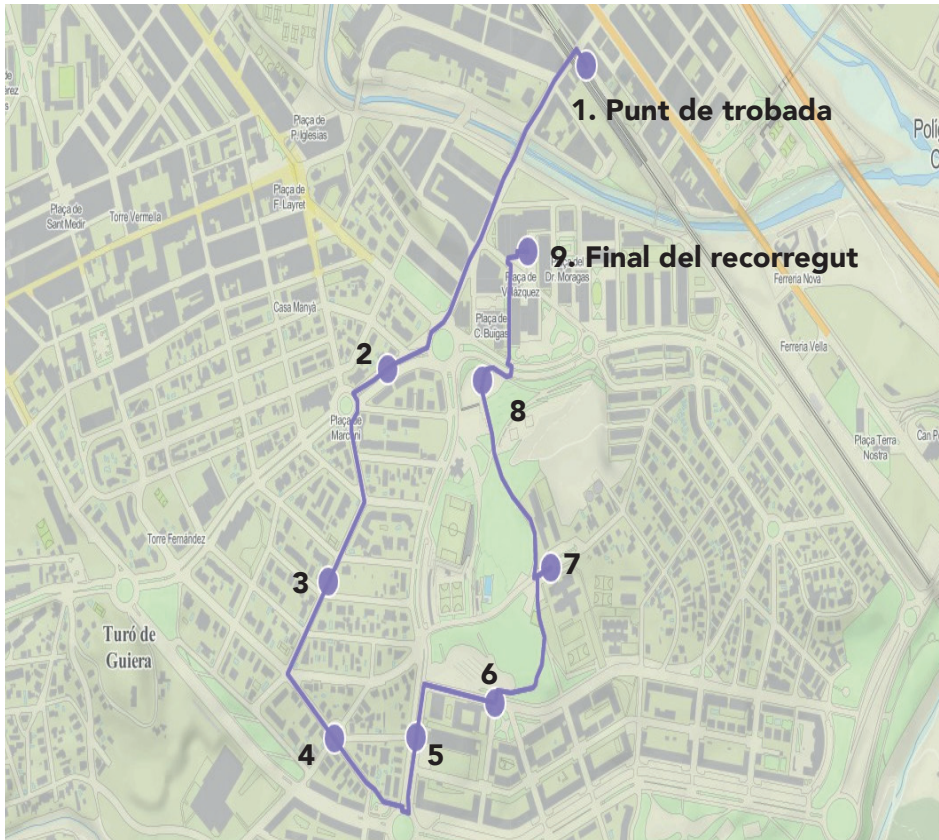 1. Punt de trobada
Plaça de
P. Iglesias
Plaça de
F. Layret
Plaça de
Sant Medir
Torre Vermella
9. Final del recorregut
Plaça de
Velázquez
Dr. Moragas
Ferreria Nova
Casa Manyà
Plaça de
C. Buïgas
Ferreria Vella
2
8
Plaça de
Marconi
Plaça Terra
Nostra
Can P
Torre Fernández
7
3
Turó de
Guiera
6
4
5